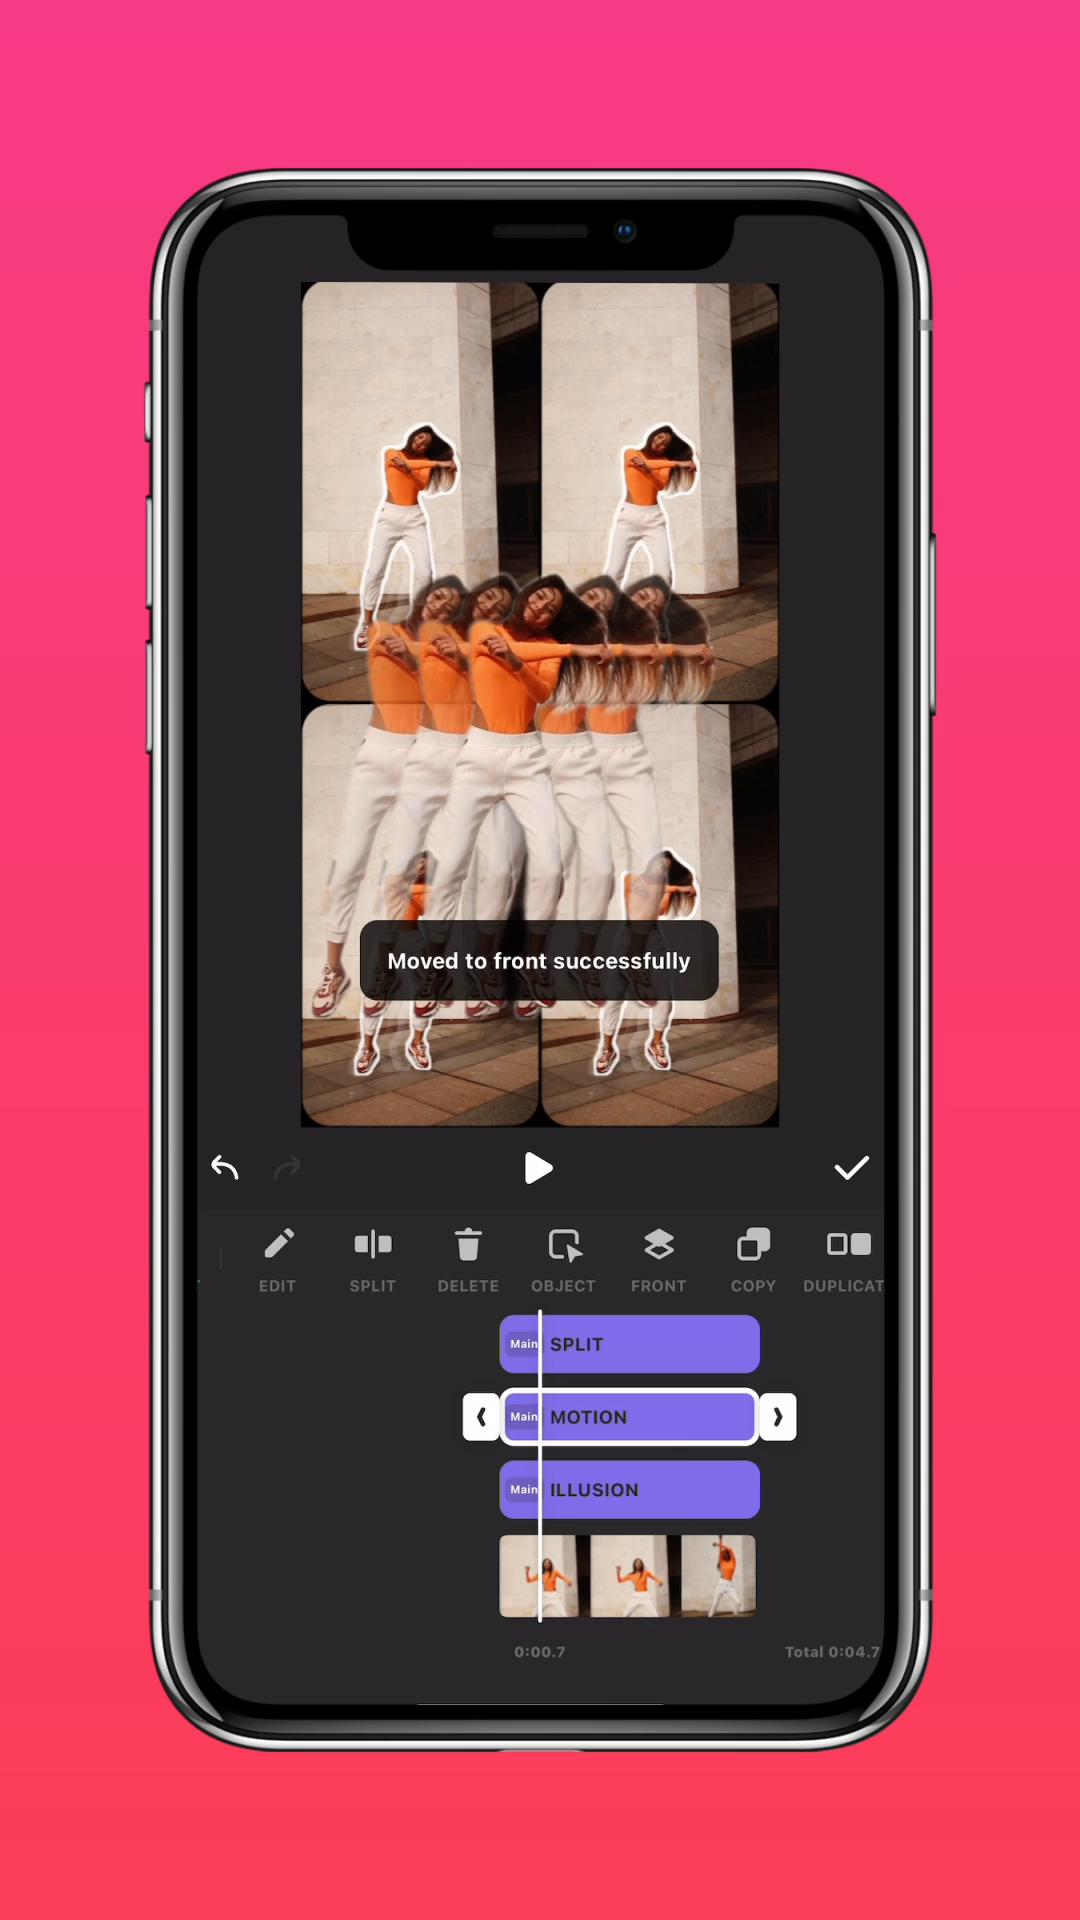 Moved to front successfully
EDIT SPLIT DELETE OBJECT FRONT COPY DUPLICAT
Main SPLIT
Main MOTION
Main ILLUSION
0:00.7 Total 0:04.7